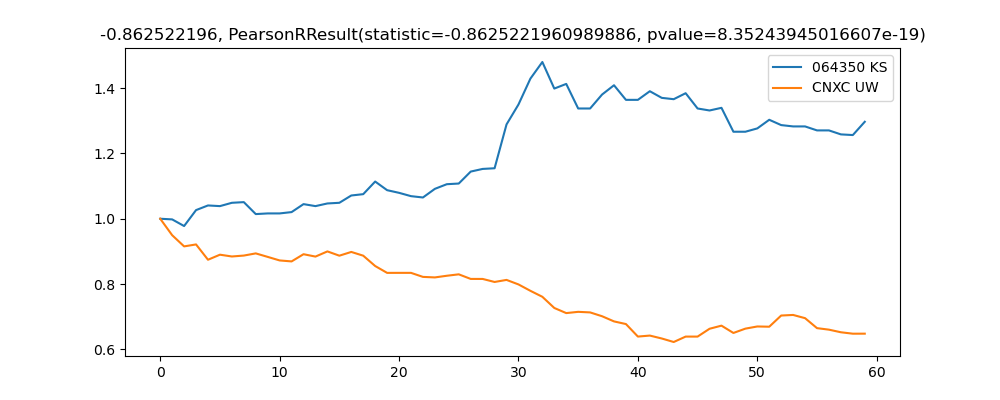 -0.862522196, PearsonRResult(statistic=-0.8625221960989886, pvalue=8.35243945016607e-19)
064350 KS
CNXC UW
1.4
1.2
1.0
0.8
0.6
0 10 20 30 40 50 60